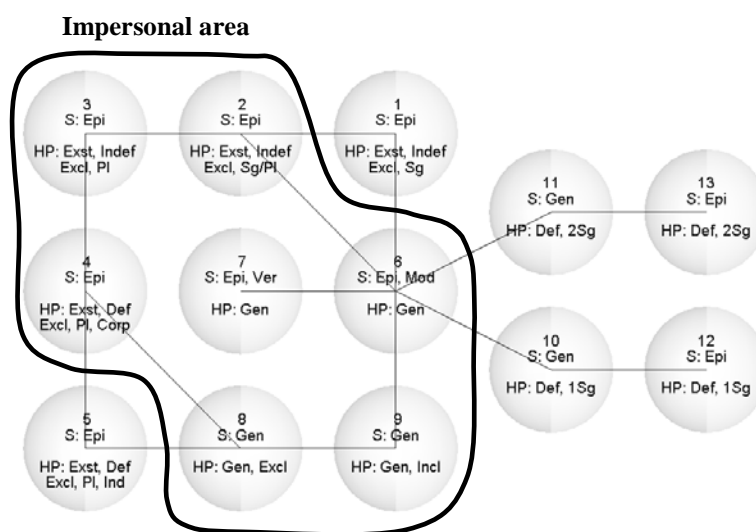 Impersonal area
3
S: Epi
HP: Exst, Indef
Excl, Pl
2
S: Epi
HP: Exst, Indef
Excl, Sg/Pl
1
S: Epi
HP: Exst, Indef
Excl, Sg
11
S: Gen
HP: Def, 2Sg
13
S: Epi
HP: Def, 2Sg
4
S: Epi
HP: Exst, Def
Excl, Pl, Corp
7
S: Epi, Ver
HP: Gen
6
S: Epi, Mod
HP: Gen
10
S: Gen
HP: Def, 1Sg
12
S: Epi
HP: Def, 1Sg
5
S: Epi
HP: Exst, Def
Excl, Pl, Ind
8
S: Gen
HP: Gen, Excl
9
S: Gen
HP: Gen, Incl